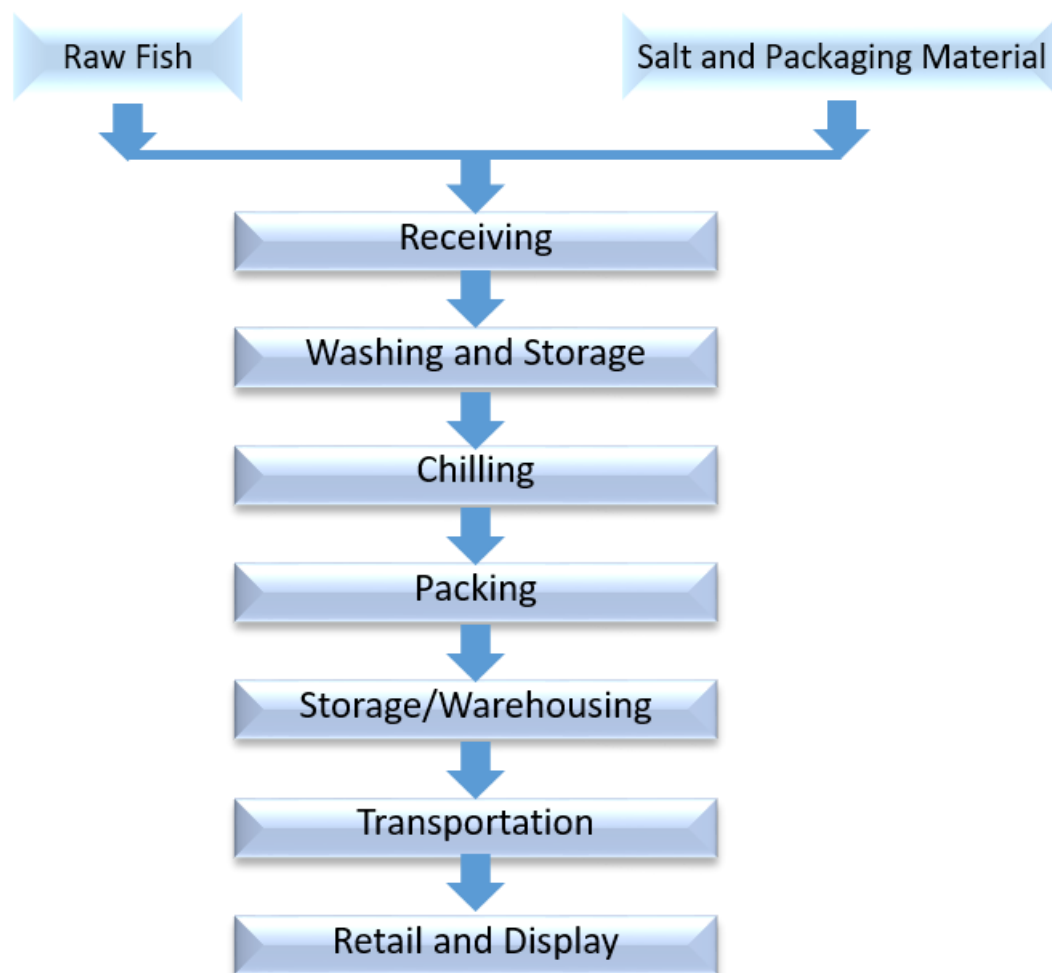 Raw Fish
Salt and Packaging Material
Receiving
Washing and Storage
Chilling
Packing
Storage/Warehousing
Transportation
Retail and Display